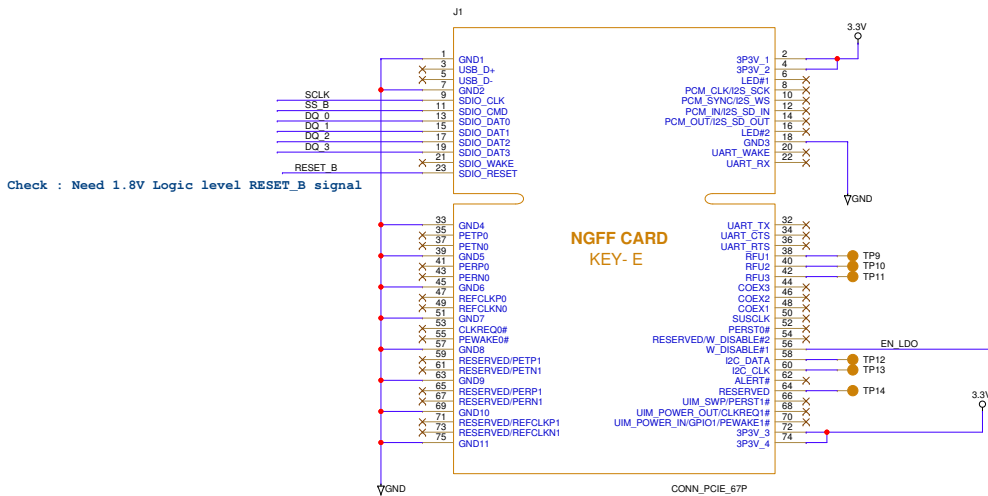 J1
3.3V
1 GND1 3P3V_1 2
3 USB_D+ 3P3V_2 4
5 USB_D- LED#1 6
7 GND2 PCM_CLK/I2S_SCK 8
SCLK 9 SDIO_CLK PCM_SYNC/I2S_WS 10
SS_B 11 SDIO_CMD PCM_IN/I2S_SD_IN 12
DQ_0 13 SDIO_DAT0 PCM_OUT/I2S_SD_OUT 14
DQ_1 15 SDIO_DAT1 LED#2 16
DQ_2 17 SDIO_DAT2 GND3 18
DQ_3 19 SDIO_DAT3 UART_WAKE 20
21 SDIO_WAKE UART_RX 22
RESET_B 23 SDIO_RESET
Check : Need 1.8V Logic level RESET_B signal
GND
33 GND4 UART_TX 32
35 PETP0 UART_CTS 34
37 PETN0 UART_RTS 36
39 GND5 RFU1 38 TP9
41 PERP0 RFU2 40 TP10
43 PERN0 RFU3 42 TP11
45 GND6 COEX3 44
47 REFCLKP0 COEX2 46
49 REFCLKN0 COEX1 48
51 GND7 SUSCLK 50
53 CLKREQ0# PERST0# 52
55 PEWAKE0# RESERVED/W_DISABLE#2 54
57 GND8 W_DISABLE#1 56 EN_LDO
59 RESERVED/PETP1 I2C_DATA 58 TP12
61 RESERVED/PETN1 I2C_CLK 60 TP13
63 GND9 ALERT# 62
65 RESERVED/PERP1 RESERVED 64 TP14
67 RESERVED/PERN1 UIM_SWP/PERST1# 66
69 GND10 UIM_POWER_OUT/CLKREQ1# 68
71 RESERVED/REFCLKP1 UIM_POWER_IN/GPIO1/PEWAKE1# 70
73 RESERVED/REFCLKN1 3P3V_3 72
75 GND11 3P3V_4 74
NGFF CARD
KEY- E
3.3V
GND
CONN_PCIE_67P